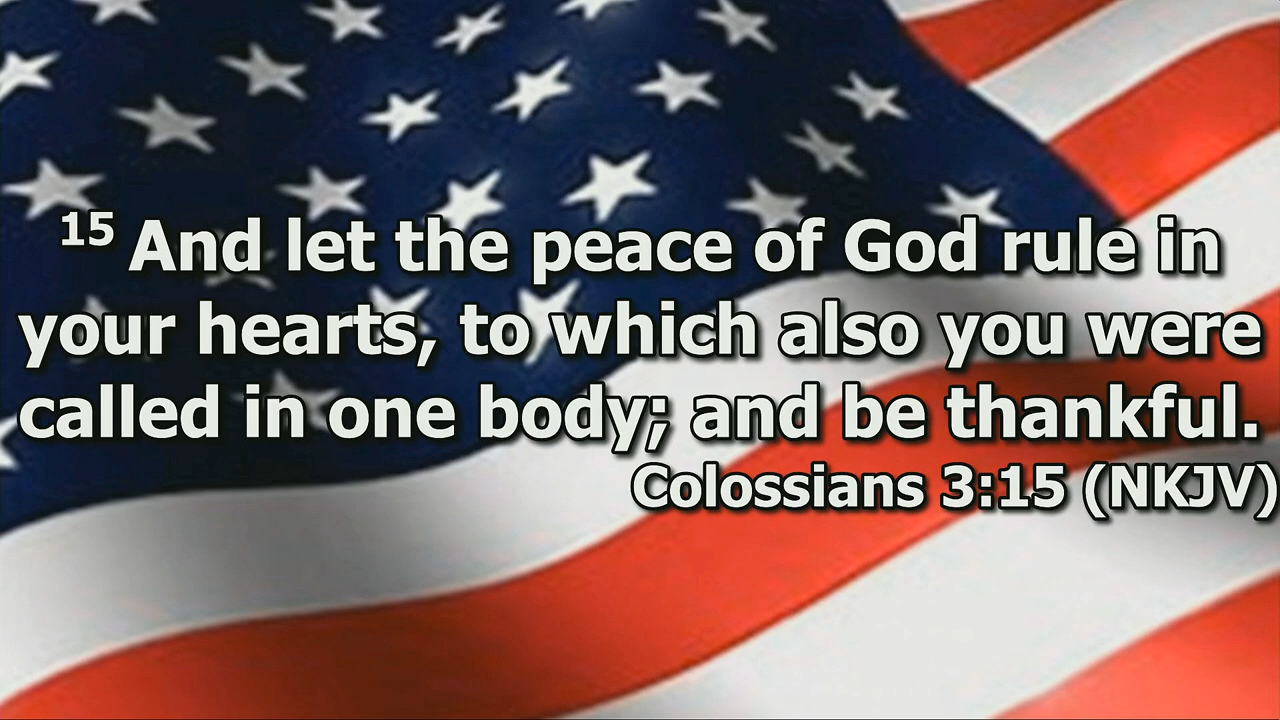 15 And let the peace of God rule in
your hearts, to which also you were
called in one body; and be thankful.
Colossians 3:15 (NKJV)